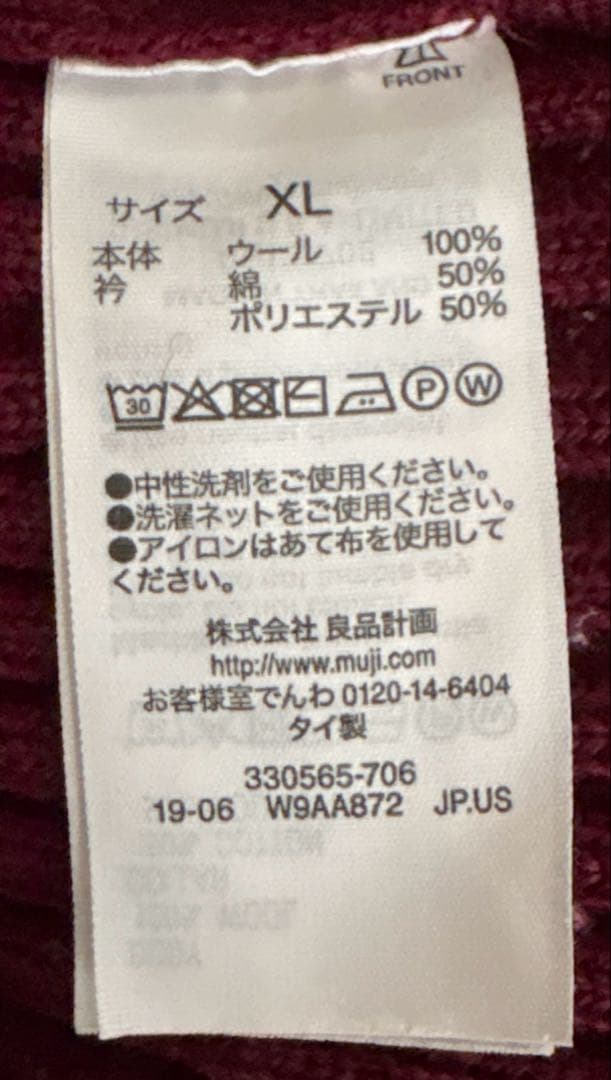 FRONT
サイズ XL
本体 ウール 100%
衿 綿 50%
ポリエステル 50%
30 P W
●中性洗剤をご使用ください。
●洗濯ネットをご使用ください。
●アイロンはあて布を使用して
ください。
株式会社 良品計画
http://www.muji.com
お客様室でんわ 0120-14-6404
タイ製
330565-706
19-06 W9AA872 JP.US